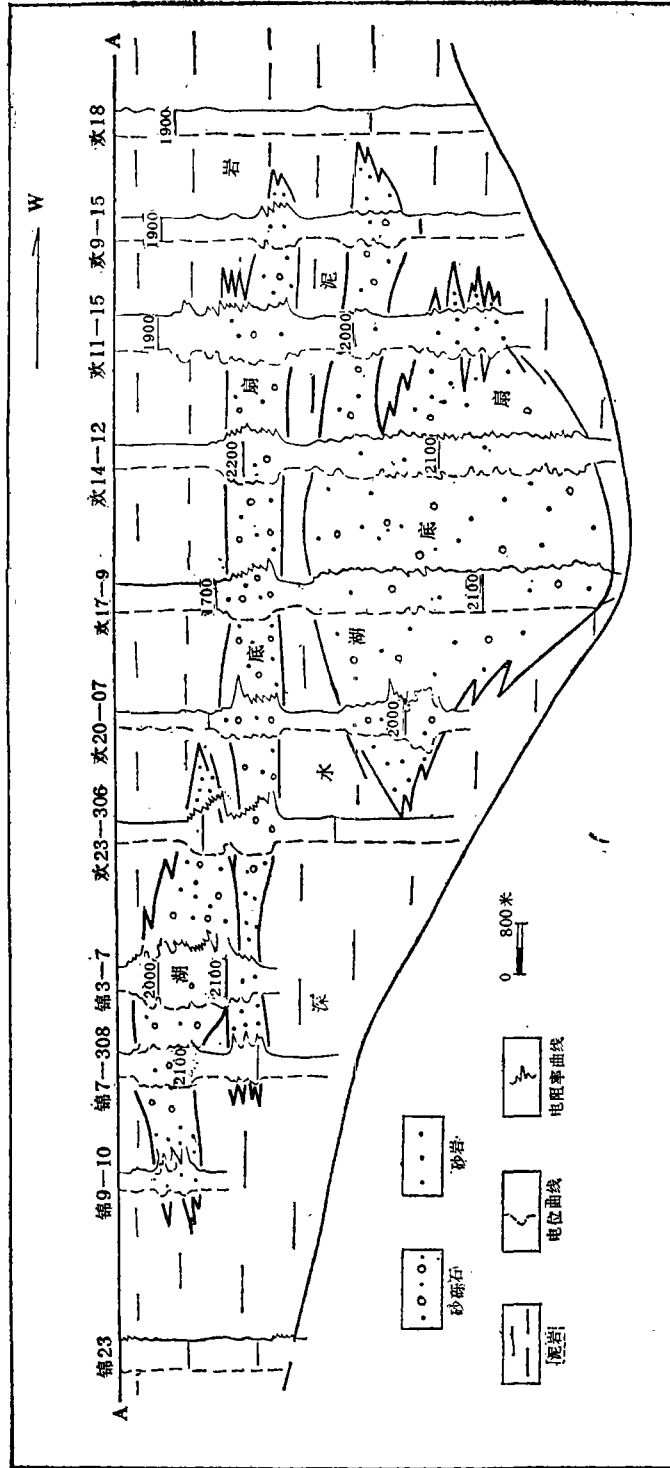 W
A
A
锦23
锦9—10
锦7—308
锦3—7
欢23—306
欢20—07
欢17—9
欢14—12
欢11—15
欢9—15
欢18
2100
2000
2100
2000
1700
2100
2200
2100
1900
2000
1900
1900
湖
底
扇
深
水
泥
岩
湖
底
扇
0 800米
砂砾石
砂岩
泥岩
电位曲线
电阻率曲线